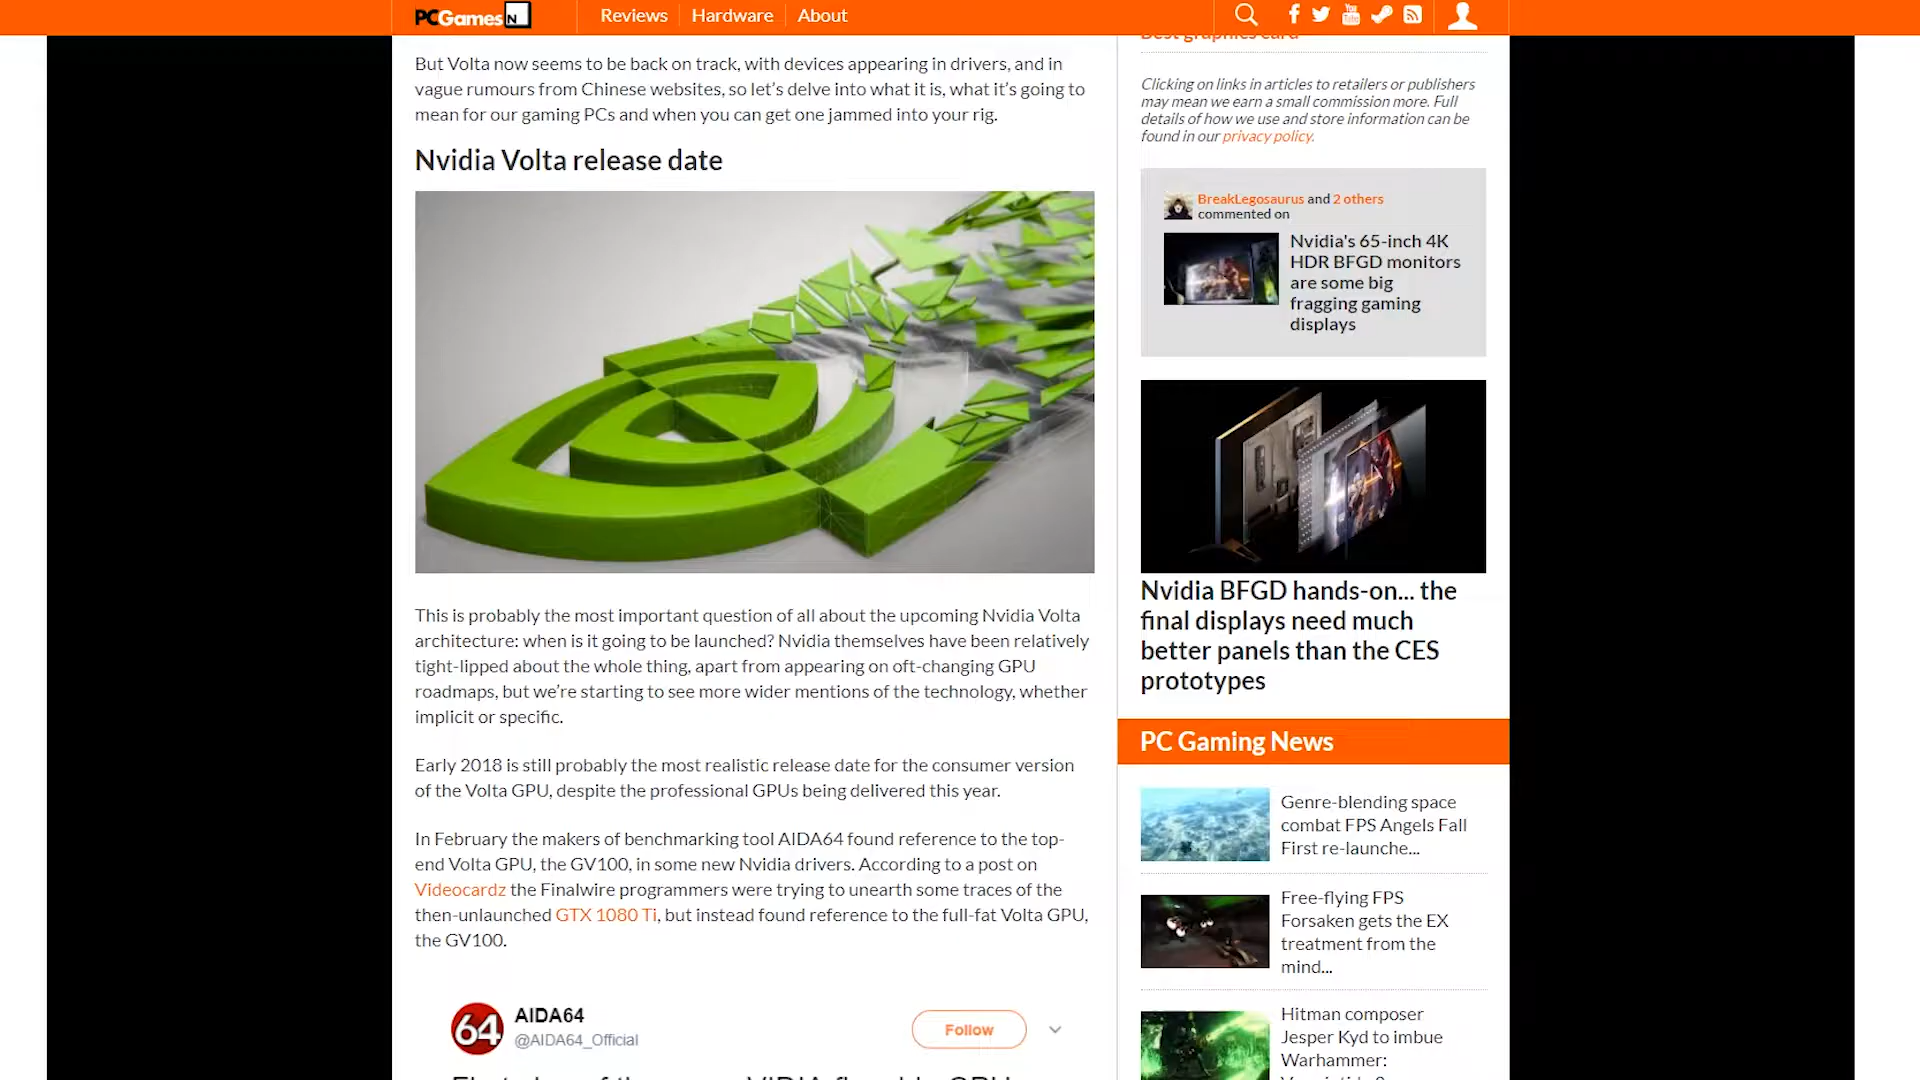 PCGamesN
Reviews
Hardware
About
But Volta now seems to be back on track, with devices appearing in drivers, and in
vague rumours from Chinese websites, so let's delve into what it is, what it's going to
mean for our gaming PCs and when you can get one jammed into your rig.
Nvidia Volta release date
This is probably the most important question of all about the upcoming Nvidia Volta
architecture: when is it going to be launched? Nvidia themselves have been relatively
tight-lipped about the whole thing, apart from appearing on oft-changing GPU
roadmaps, but we're starting to see more wider mentions of the technology, whether
implicit or specific.
Early 2018 is still probably the most realistic release date for the consumer version
of the Volta GPU, despite the professional GPUs being delivered this year.
In February the makers of benchmarking tool AIDA64 found reference to the top-
end Volta GPU, the GV100, in some new Nvidia drivers. According to a post on
Videocardz the Finalwire programmers were trying to unearth some traces of the
then-unlaunched GTX 1080 Ti, but instead found reference to the full-fat Volta GPU,
the GV100.
64
AIDA64
@AIDA64_Official
Follow
Best graphics card
Clicking on links in articles to retailers or publishers
may mean we earn a small commission more. Full
details of how we use and store information can be
found in our privacy policy.
BreakLegosaurus and 2 others
commented on
Nvidia's 65-inch 4K
HDR BFGD monitors
are some big
fragging gaming
displays
Nvidia BFGD hands-on... the
final displays need much
better panels than the CES
prototypes
PC Gaming News
Genre-blending space
combat FPS Angels Fall
First re-launche...
Free-flying FPS
Forsaken gets the EX
treatment from the
mind...
Hitman composer
Jesper Kyd to imbue
Warhammer: